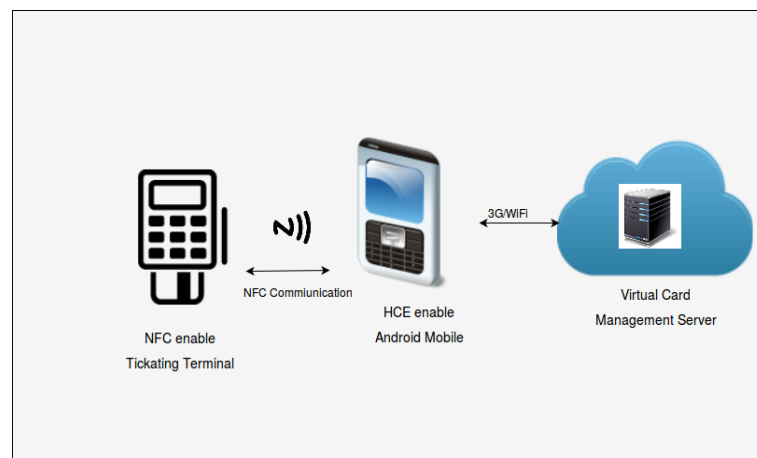 3G/WiFi
NFC Commiunication
Virtual Card
Management Server
HCE enable
Android Mobile
NFC enable
Tickating Terminal